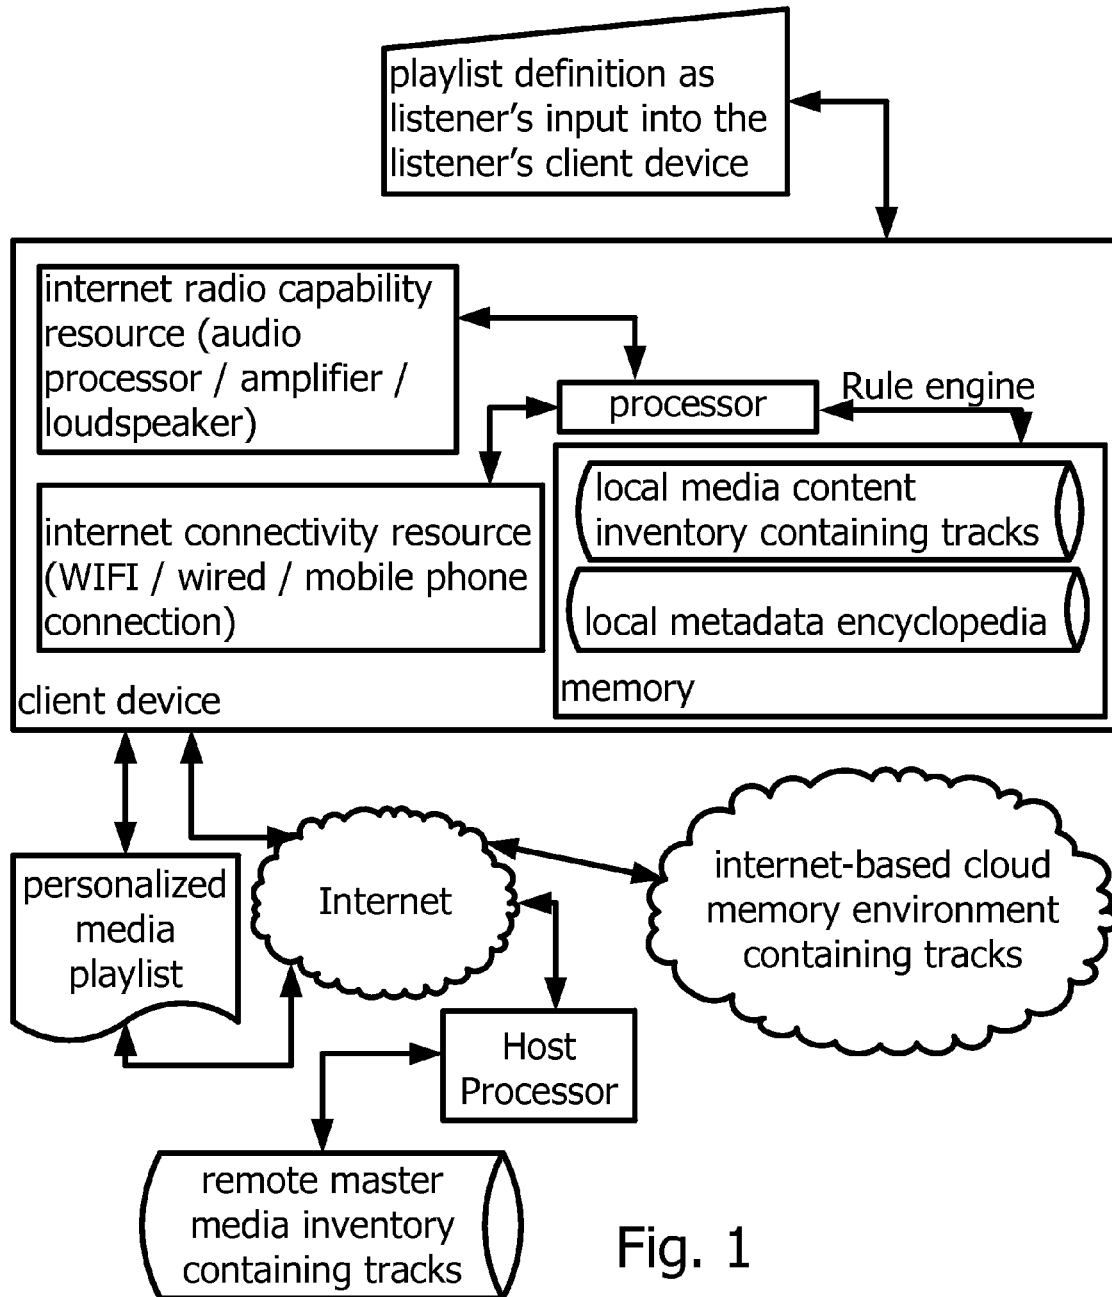 playlist definition as
listener's input into the
listener's client device
internet radio capability
resource (audio
processor / amplifier /
loudspeaker)
processor
Rule engine
local media content
inventory containing tracks
internet connectivity resource
(WIFI / wired / mobile phone
connection)
local metadata encyclopedia
memory
client device
personalized
media
playlist
Internet
internet-based cloud
memory environment
containing tracks
Host
Processor
remote master
media inventory
containing tracks
Fig. 1